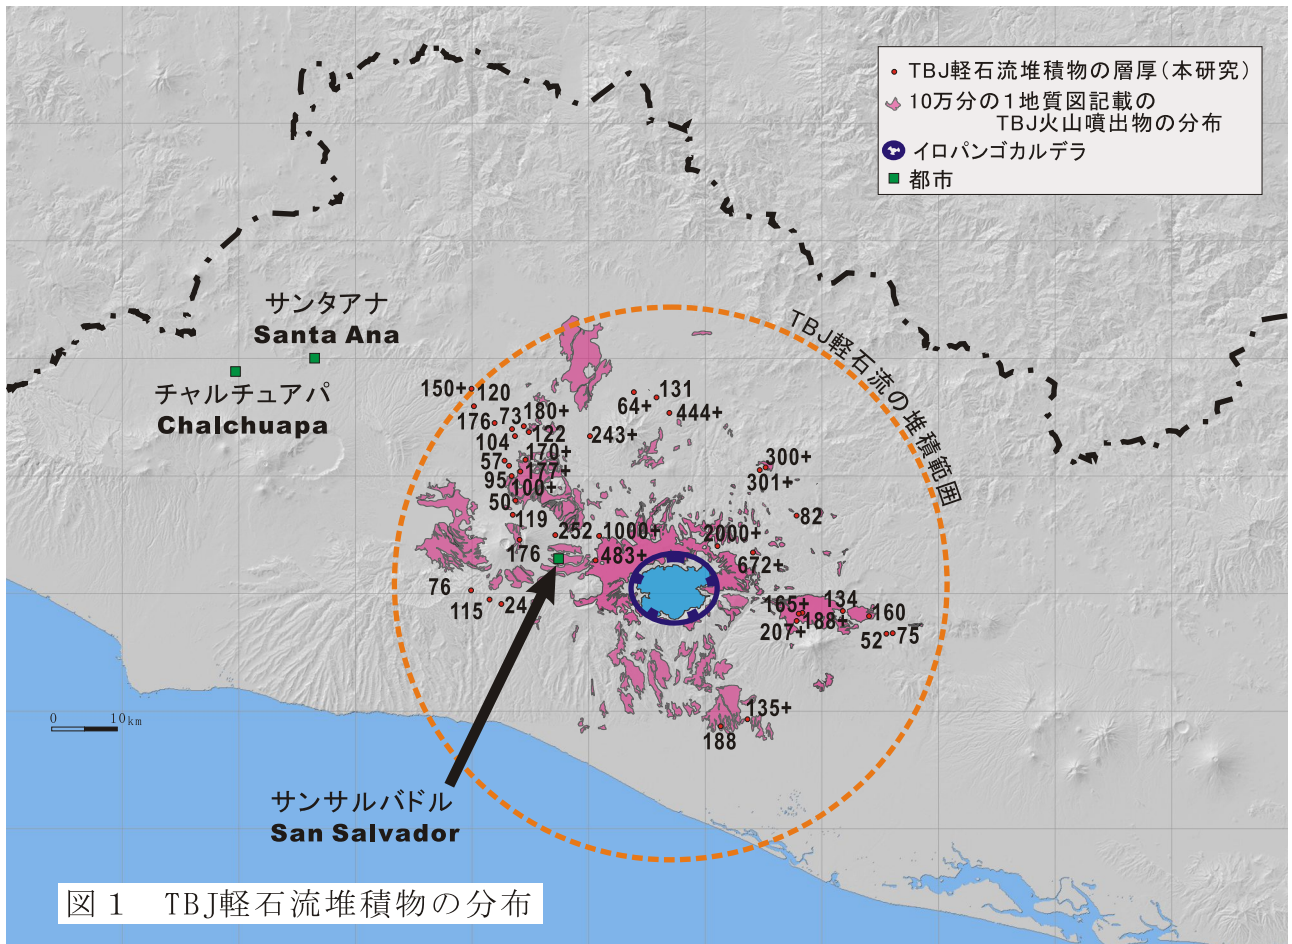 TBJ軽石流堆積物の層厚(本研究)
10万分の1地質図記載の
TBJ火山噴出物の分布
イロパンゴカルデラ
都市
サンタアナ
Santa Ana
チャルチュアパ
Chalchuapa
TBJ軽石流の堆積範囲
150+
120
131
64+
444+
176
73
180+
104
122
243+
170+
57
177+
95
100+
300+
301+
50
119
82
252
1000+
2000+
176
483+
672+
76
115
24
165+
134
160
188+
207+
52
75
135+
188
0 10km
サンサルバドル
San Salvador
図1 TBJ軽石流堆積物の分布